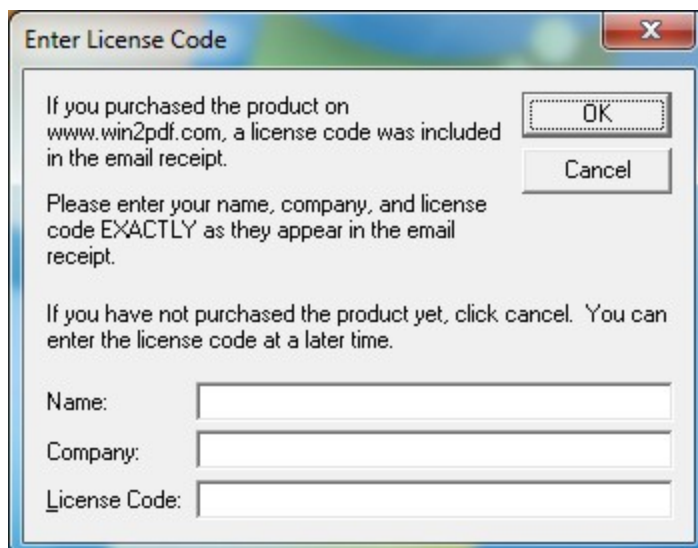 Enter License Code
If you purchased the product on
www.win2pdf.com, a license code was included
in the email receipt.
OK
Cancel
Please enter your name, company, and license
code EXACTLY as they appear in the email
receipt.
If you have not purchased the product yet, click cancel.  You can
enter the license code at a later time.
Name:
Company:
License Code: